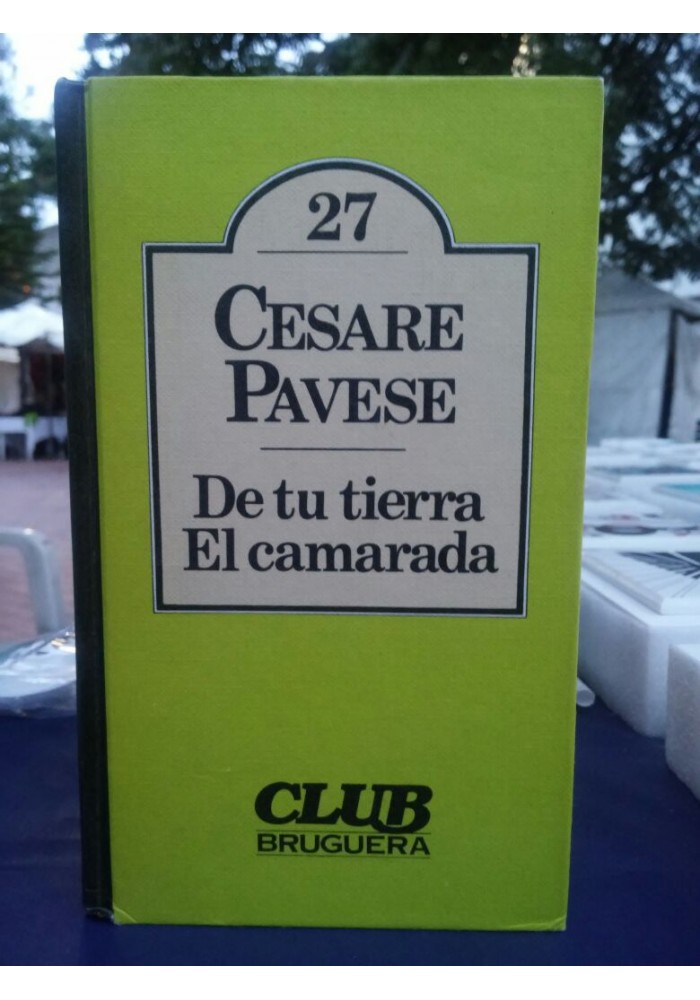 27
CESARE
PAVESE
De tu tierra
El camarada
CLUB
BRUGUERA